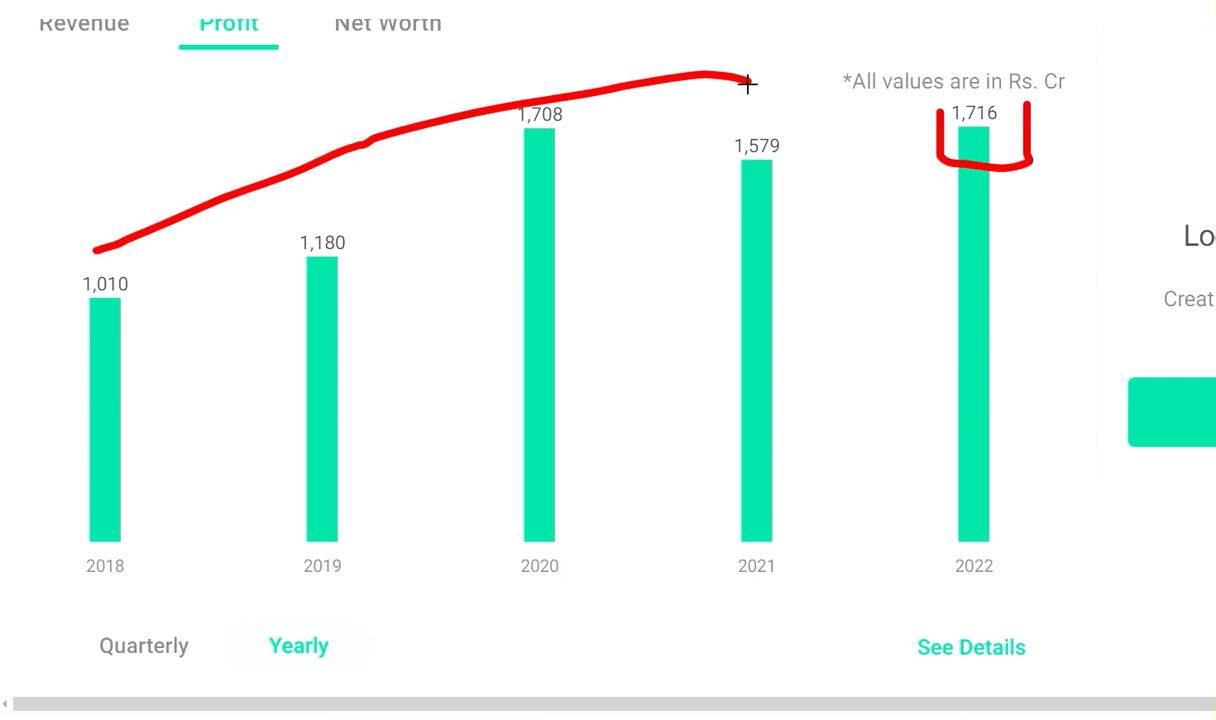 Revenue Profit Net Worth
*All values are in Rs. Cr
1,010 1,180 1,708 1,579 1,716
2018 2019 2020 2021 2022
Quarterly Yearly See Details
Lo
Creat